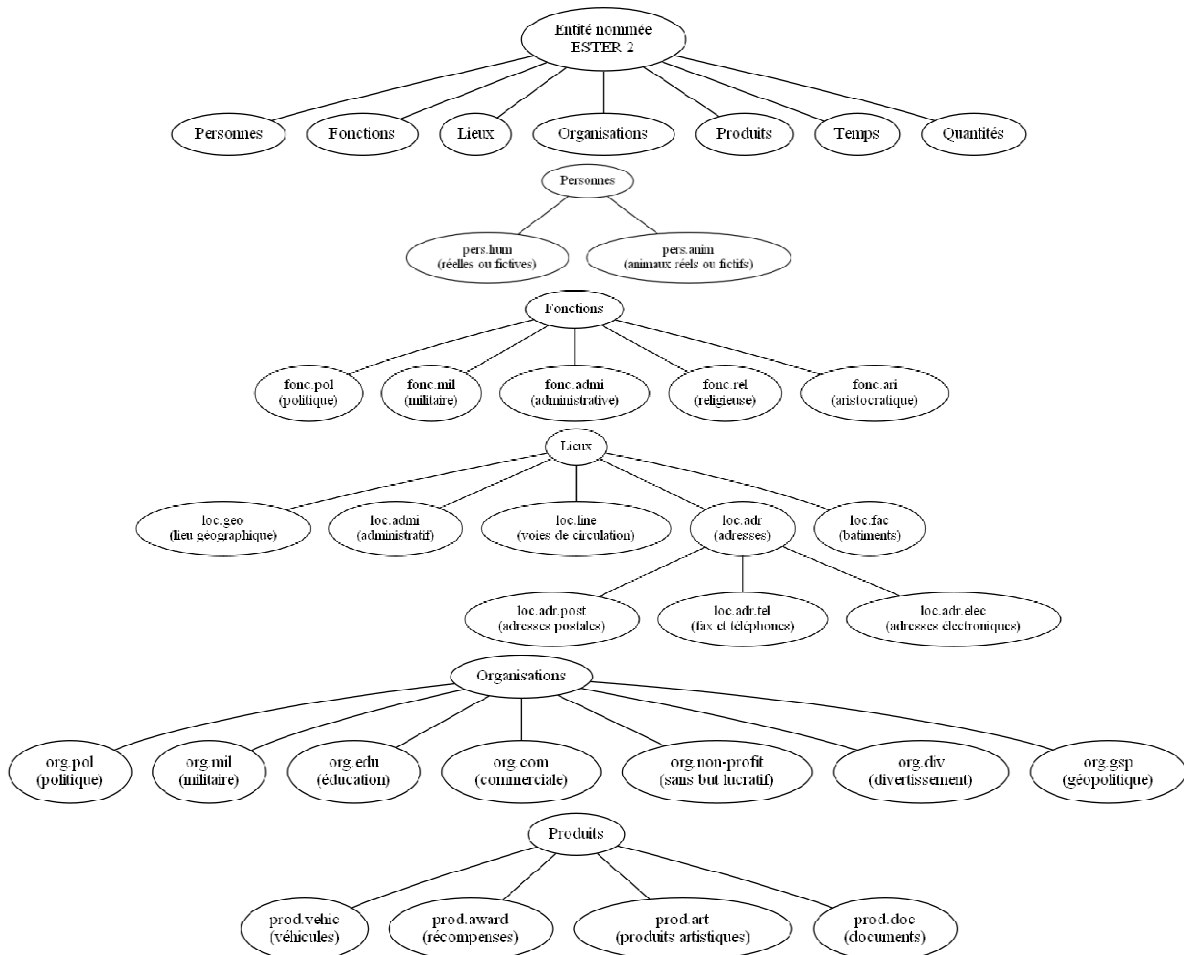 Entité nommée
ESTER 2
Personnes Fonctions Lieux Organisations Produits Temps Quantités
Personnes
pers.hum pers.anim
(réelles ou fictives) (animaux réels ou fictifs)
Fonctions
fonc.pol fonc.mil fonc.admi fonc.rel fonc.ari
(politique) (militaire) (administrative) (religieuse) (aristocratique)
Lieux
loc.geo loc.admi loc.line loc.adr loc.fac
(lieu géographique) (administratif) (voies de circulation) (adresses) (batiments)
loc.adr.post loc.adr.tel loc.adr.elec
(adresses postales) (fax et téléphones) (adresses électroniques)
Organisations
org.pol org.mil org.edu org.com org.non-profit org.div org.gsp
(politique) (militaire) (éducation) (commerciale) (sans but lucratif) (divertissement) (géopolitique)
Produits
prod.vehic prod.award prod.art prod.doc
(véhicules) (récompenses) (produits artistiques) (documents)